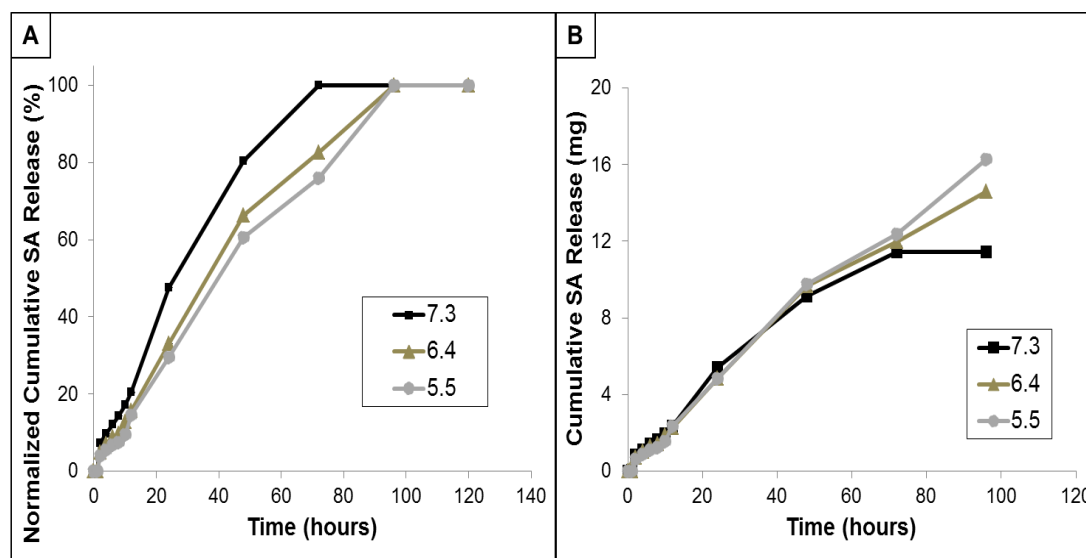 A
Normalized Cumulative SA Release (%)
100
80
60
40
20
0
0 20 40 60 80 100 120 140
Time (hours)
7.3
6.4
5.5
B
Cumulative SA Release (mg)
20
16
12
8
4
0
0 20 40 60 80 100 120
Time (hours)
7.3
6.4
5.5